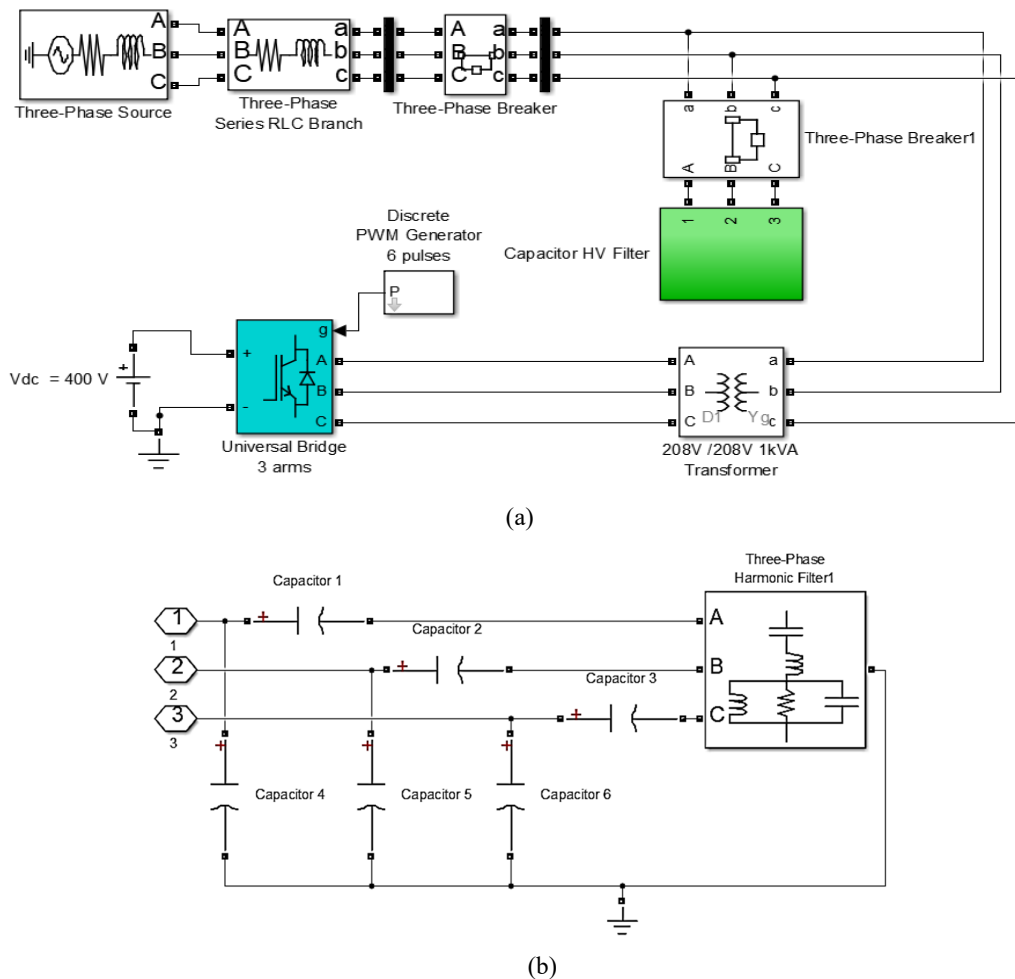 A
B
C
Three-Phase Source
A
B
C
a
b
c
Three-Phase
Series RLC Branch
A
B
C
a
b
c
Three-Phase Breaker
a
b
c
A
B
C
Three-Phase Breaker1
1
2
3
Capacitor HV Filter
Discrete
PWM Generator
6 pulses
P
Vdc = 400 V
+
+
-
g
A
B
C
Universal Bridge
3 arms
A
B
C
D1
Yg
a
b
c
208V /208V 1kVA
Transformer
(a)
Three-Phase
Harmonic Filter1
A
B
C
1
1
2
2
3
3
+
Capacitor 1
+
Capacitor 2
+
Capacitor 3
+
Capacitor 4
+
Capacitor 5
+
Capacitor 6
(b)